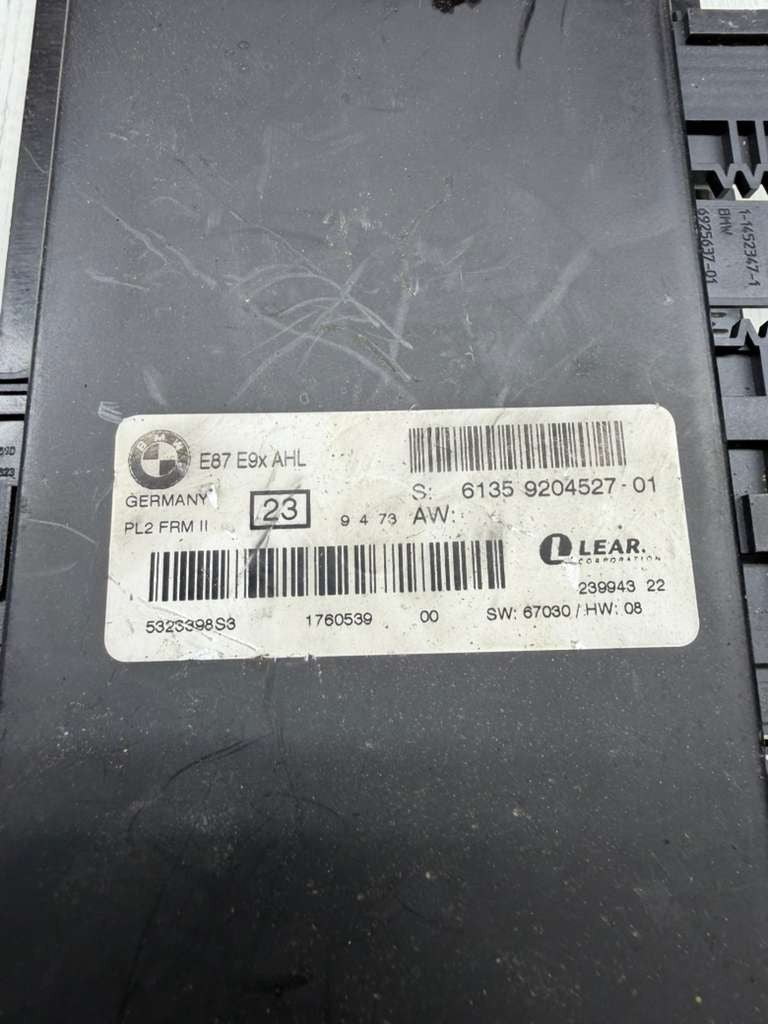 BMW
E87 E9x AHL
S: 6135 9204527-01
GERMANY
23
9 4 73
AW:
PL2 FRM II
L LEAR.
CORPORATION
239943 22
5323398S3
1760539
00
SW: 67030 / HW: 08
1-1452347-1
BMW
6925637-01